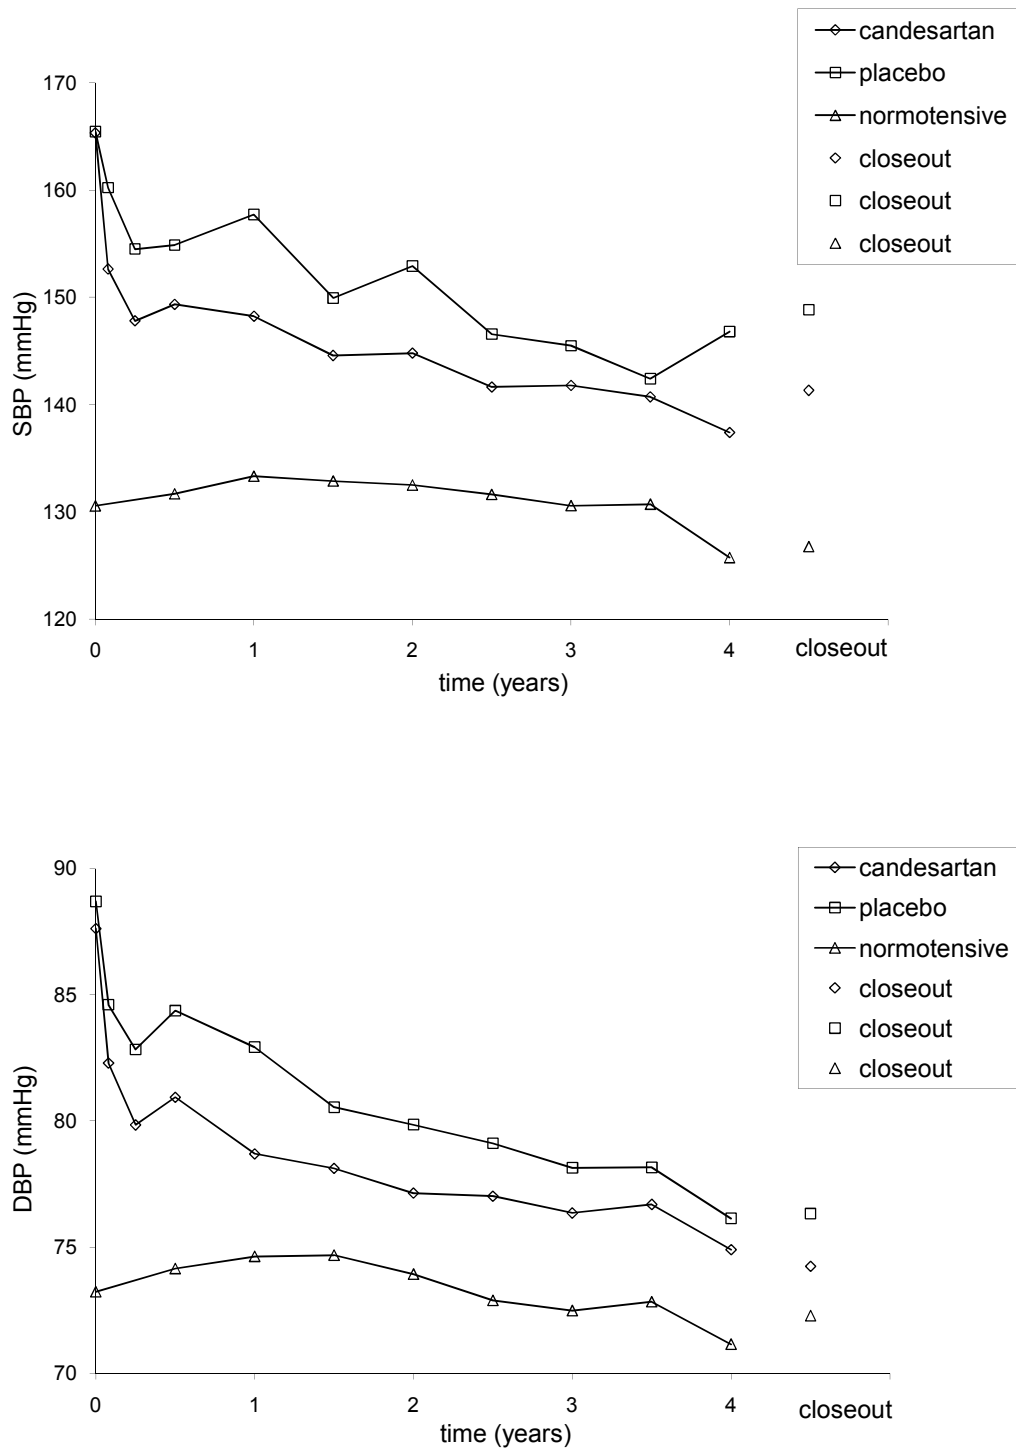 candesartan
placebo
normotensive
closeout
closeout
closeout
170
160
150
140
130
120
SBP (mmHg)
0 1 2 3 4 closeout
time (years)
candesartan
placebo
normotensive
closeout
closeout
closeout
90
85
80
75
70
DBP (mmHg)
0 1 2 3 4 closeout
time (years)